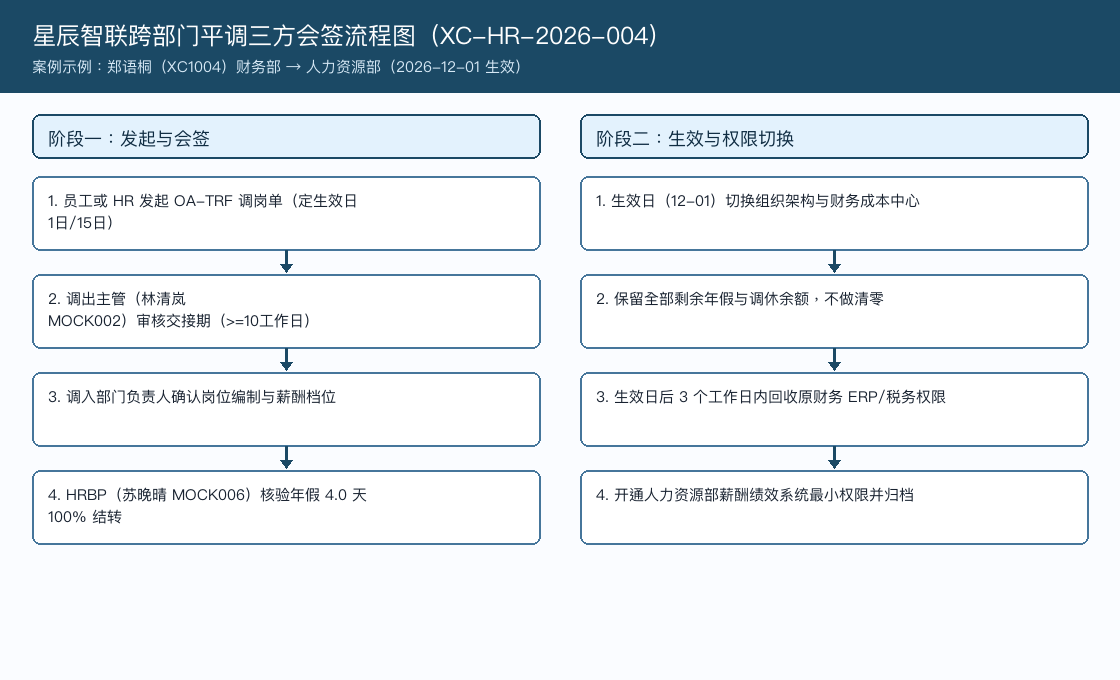 星辰智联跨部门平调三方会签流程图（XC-HR-2026-004）
案例示例：郑语桐（XC1004）财务部 → 人力资源部（2026-12-01 生效）
阶段一：发起与会签
1. 员工或 HR 发起 OA-TRF 调岗单（定生效日
1日/15日）
2. 调出主管（林清岚
MOCK002）审核交接期（>=10工作日）
3. 调入部门负责人确认岗位编制与薪酬档位
4. HRBP（苏晚晴 MOCK006）核验年假 4.0 天
100% 结转
阶段二：生效与权限切换
1. 生效日（12-01）切换组织架构与财务成本中心
2. 保留全部剩余年假与调休余额，不做清零
3. 生效日后 3 个工作日内回收原财务 ERP/税务权限
4. 开通人力资源部薪酬绩效系统最小权限并归档